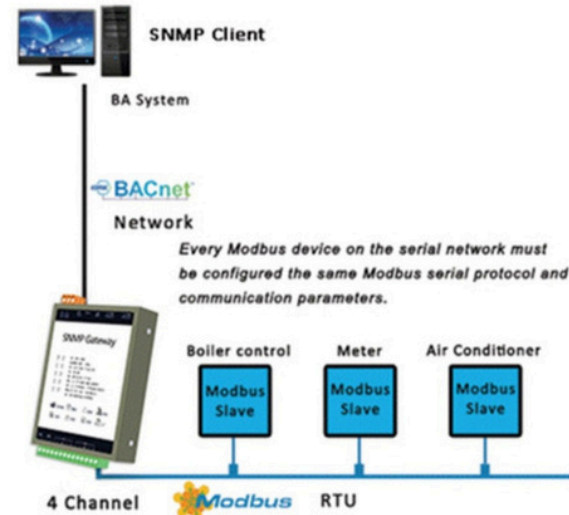 SNMP Client
BA System
BACnet
Network
Every Modbus device on the serial network must
be configured the same Modbus serial protocol and
communication parameters.
SNMP Gateway
Boiler control
Meter
Air Conditioner
Modbus
Slave
Modbus
Slave
Modbus
Slave
4 Channel
Modbus
RTU